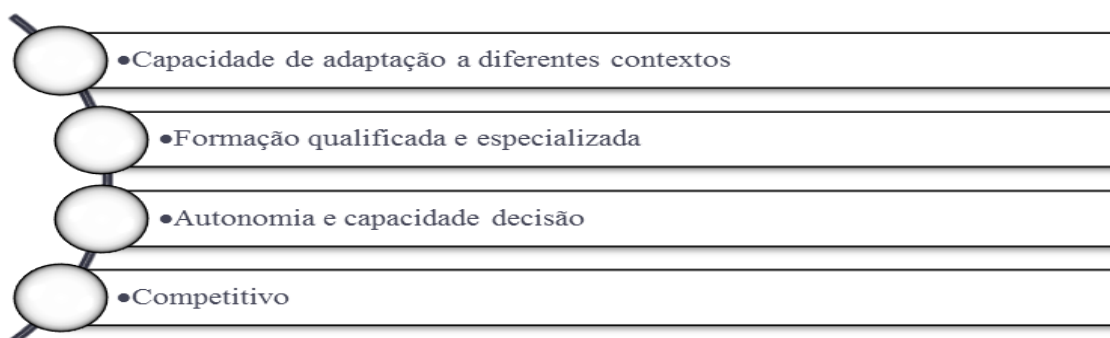 •Capacidade de adaptação a diferentes contextos
•Formação qualificada e especializada
•Autonomia e capacidade decisão
•Competitivo